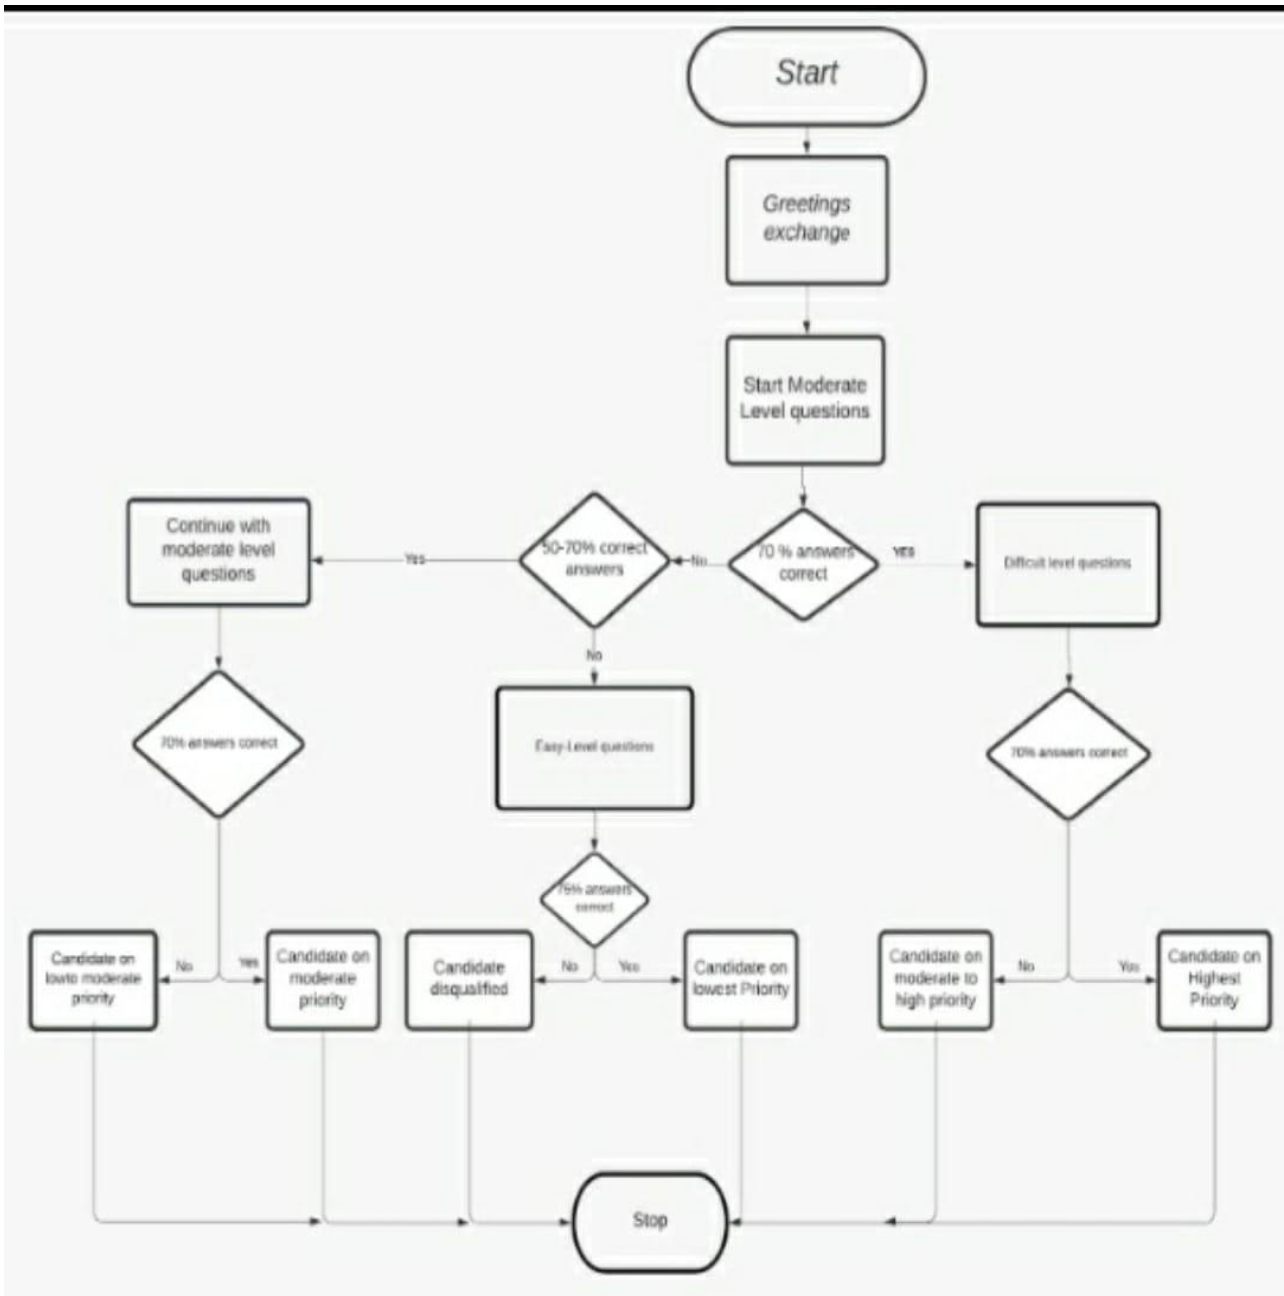 Start
Greetings
exchange
Start Moderate
Level questions
Continue with
moderate level
questions
Yes
50-70% correct
answers
No
70 % answers
correct
YES
Difficult level questions
No
70% answers correct
Easy-Level questions
70% answers correct
75% answers
correct
Candidate on
lowto moderate
priority
No
Yes
Candidate on
moderate
priority
Candidate
disqualified
No
Yes
Candidate on
lowest Priority
Candidate on
moderate to
high priority
No
Yes
Candidate on
Highest
Priority
Stop